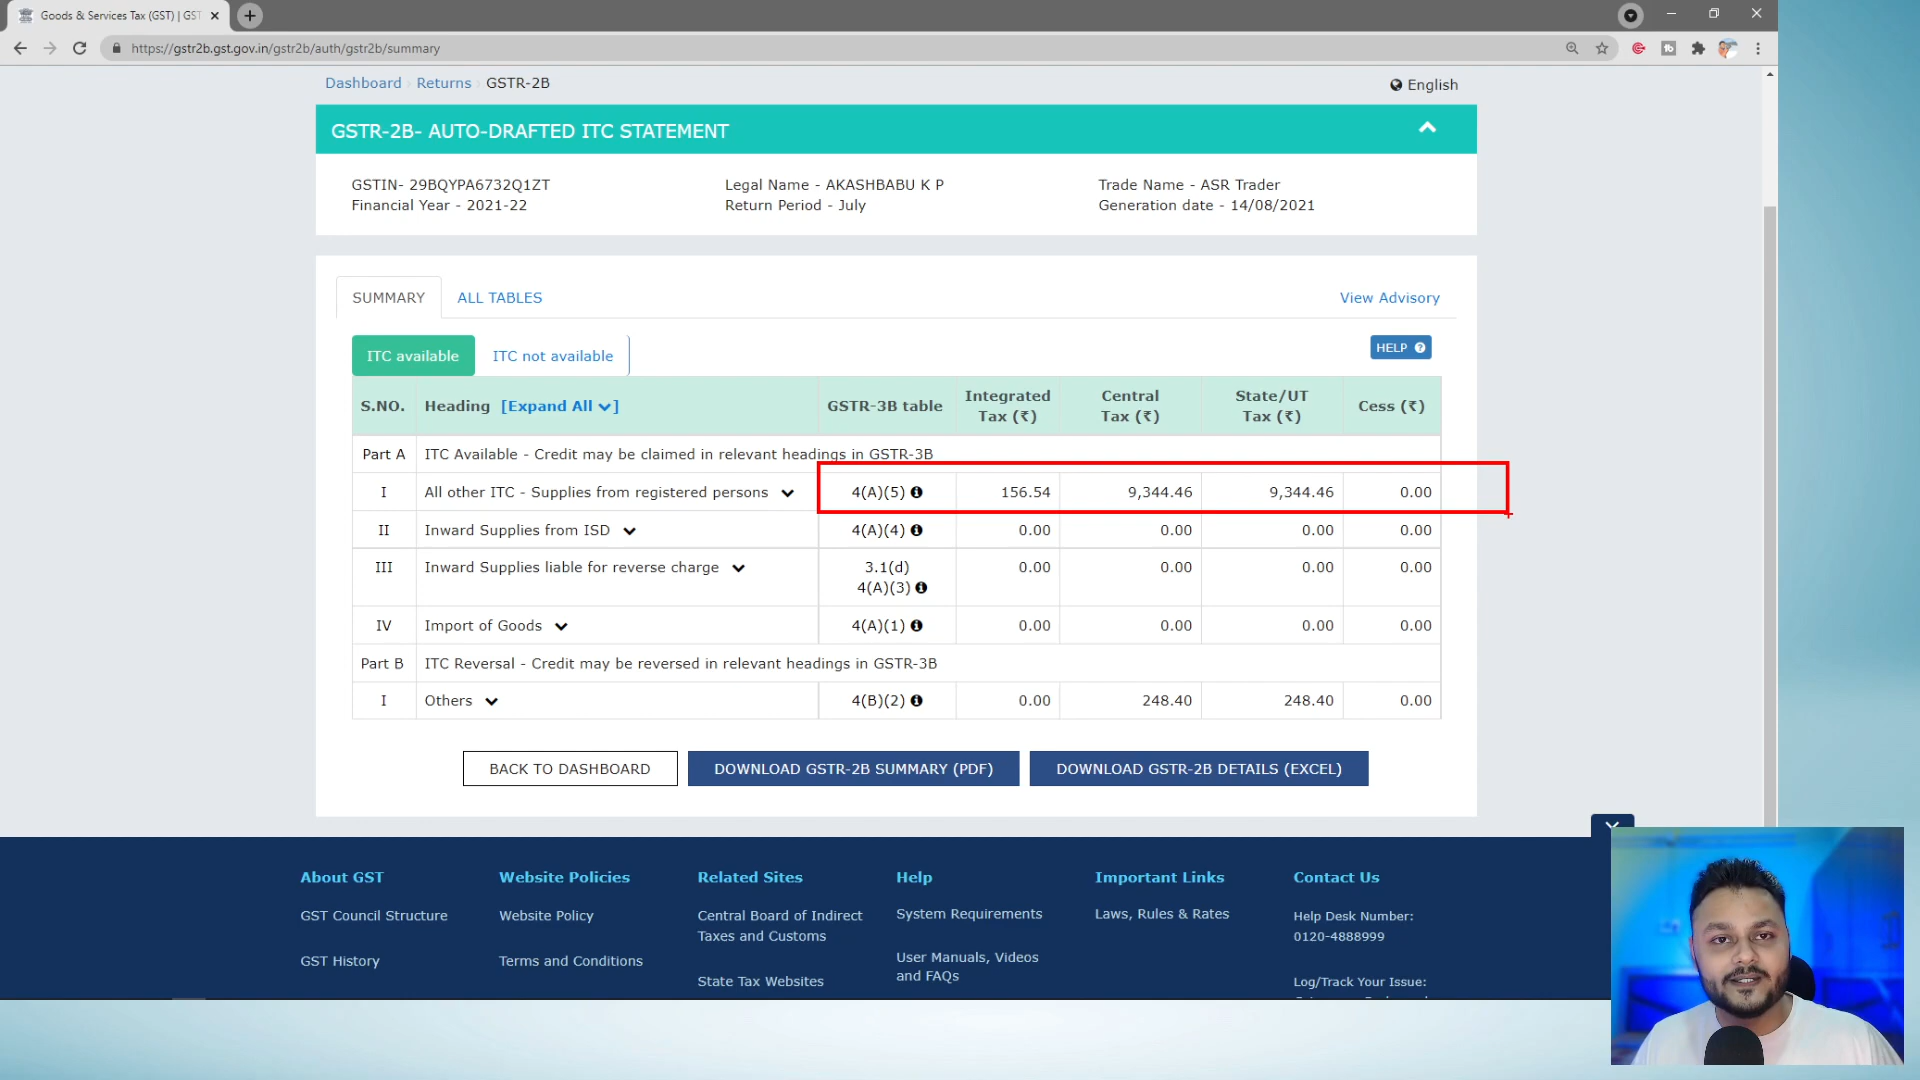 Goods & Services Tax (GST) | GST
https://gstr2b.gst.gov.in/gstr2b/auth/gstr2b/summary
Dashboard › Returns › GSTR-2B
English
GSTR-2B- AUTO-DRAFTED ITC STATEMENT
GSTIN- 29BQYPA6732Q1ZT Legal Name - AKASHBABU K P Trade Name - ASR Trader
Financial Year - 2021-22 Return Period - July Generation date - 14/08/2021
SUMMARY ALL TABLES View Advisory
ITC available ITC not available HELP
S.NO. Heading [Expand All ] GSTR-3B table Integrated Tax (₹) Central Tax (₹) State/UT Tax (₹) Cess (₹)
Part A ITC Available - Credit may be claimed in relevant headings in GSTR-3B
I All other ITC - Supplies from registered persons 4(A)(5) 156.54 9,344.46 9,344.46 0.00
II Inward Supplies from ISD 4(A)(4) 0.00 0.00 0.00 0.00
III Inward Supplies liable for reverse charge 3.1(d) 0.00 0.00 0.00 0.00
4(A)(3)
IV Import of Goods 4(A)(1) 0.00 0.00 0.00 0.00
Part B ITC Reversal - Credit may be reversed in relevant headings in GSTR-3B
I Others 4(B)(2) 0.00 248.40 248.40 0.00
BACK TO DASHBOARD DOWNLOAD GSTR-2B SUMMARY (PDF) DOWNLOAD GSTR-2B DETAILS (EXCEL)
About GST Website Policies Related Sites Help Important Links Contact Us
GST Council Structure Website Policy Central Board of Indirect System Requirements Laws, Rules & Rates Help Desk Number:
Taxes and Customs 0120-4888999
GST History Terms and Conditions User Manuals, Videos
and FAQs
State Tax Websites Log/Track Your Issue: